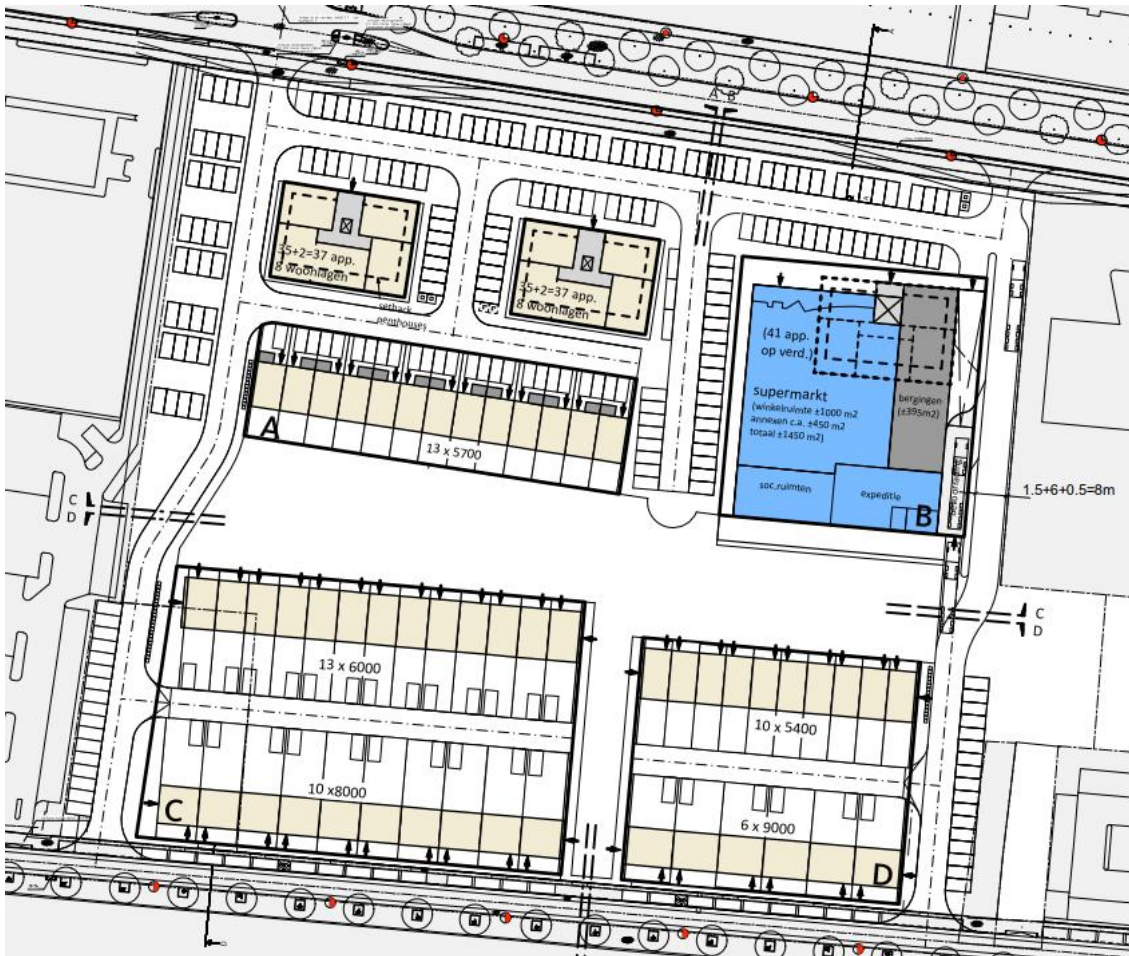 A B
35+2=37 app.
8 woonlagen
setback
penthouses
35+2=37 app.
8 woonlagen
(41 app.
op verd.)
supermarkt
(winkelruimte ±1000 m2
annexen c.a. ±450 m2
totaal ±1450 m2)
bergingen
(±395m2)
A
13 x 5700
soc.ruimten
expeditie
B
1.5+6+0.5=8m
C
D
C
D
13 x 6000
10 x 5400
10 x8000
6 x 9000
C
D